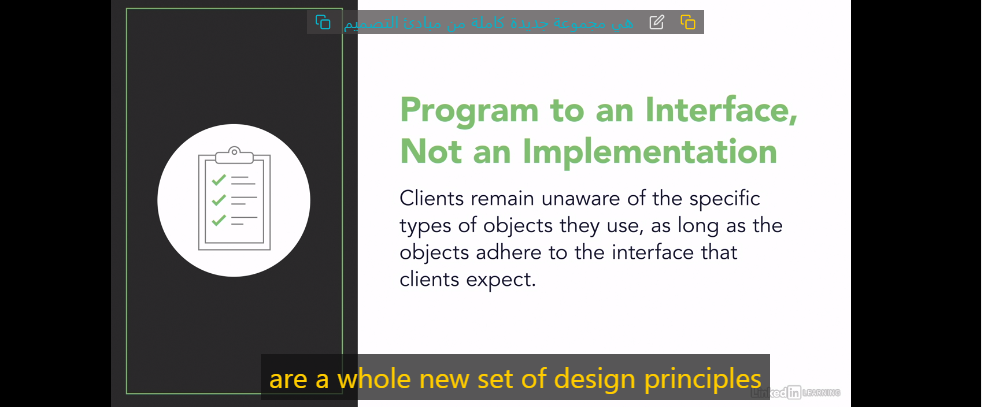 هي مجموعة جديدة كاملة من مبادئ التصميم
Program to an Interface,
Not an Implementation
Clients remain unaware of the specific
types of objects they use, as long as the
objects adhere to the interface that
clients expect.
are a whole new set of design principles
Linked in LEARNING